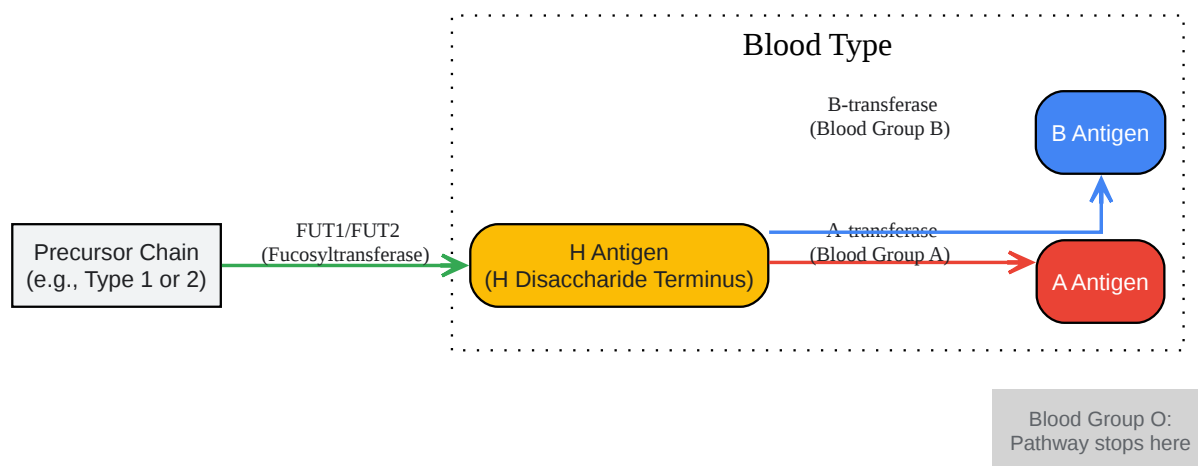 Blood Type
B-transferase
(Blood Group B)
B Antigen
FUT1/FUT2
(Fucosyltransferase)
Precursor Chain
(e.g., Type 1 or 2)
H Antigen
(H Disaccharide Terminus)
A-transferase
(Blood Group A)
A Antigen
Blood Group O:
Pathway stops here